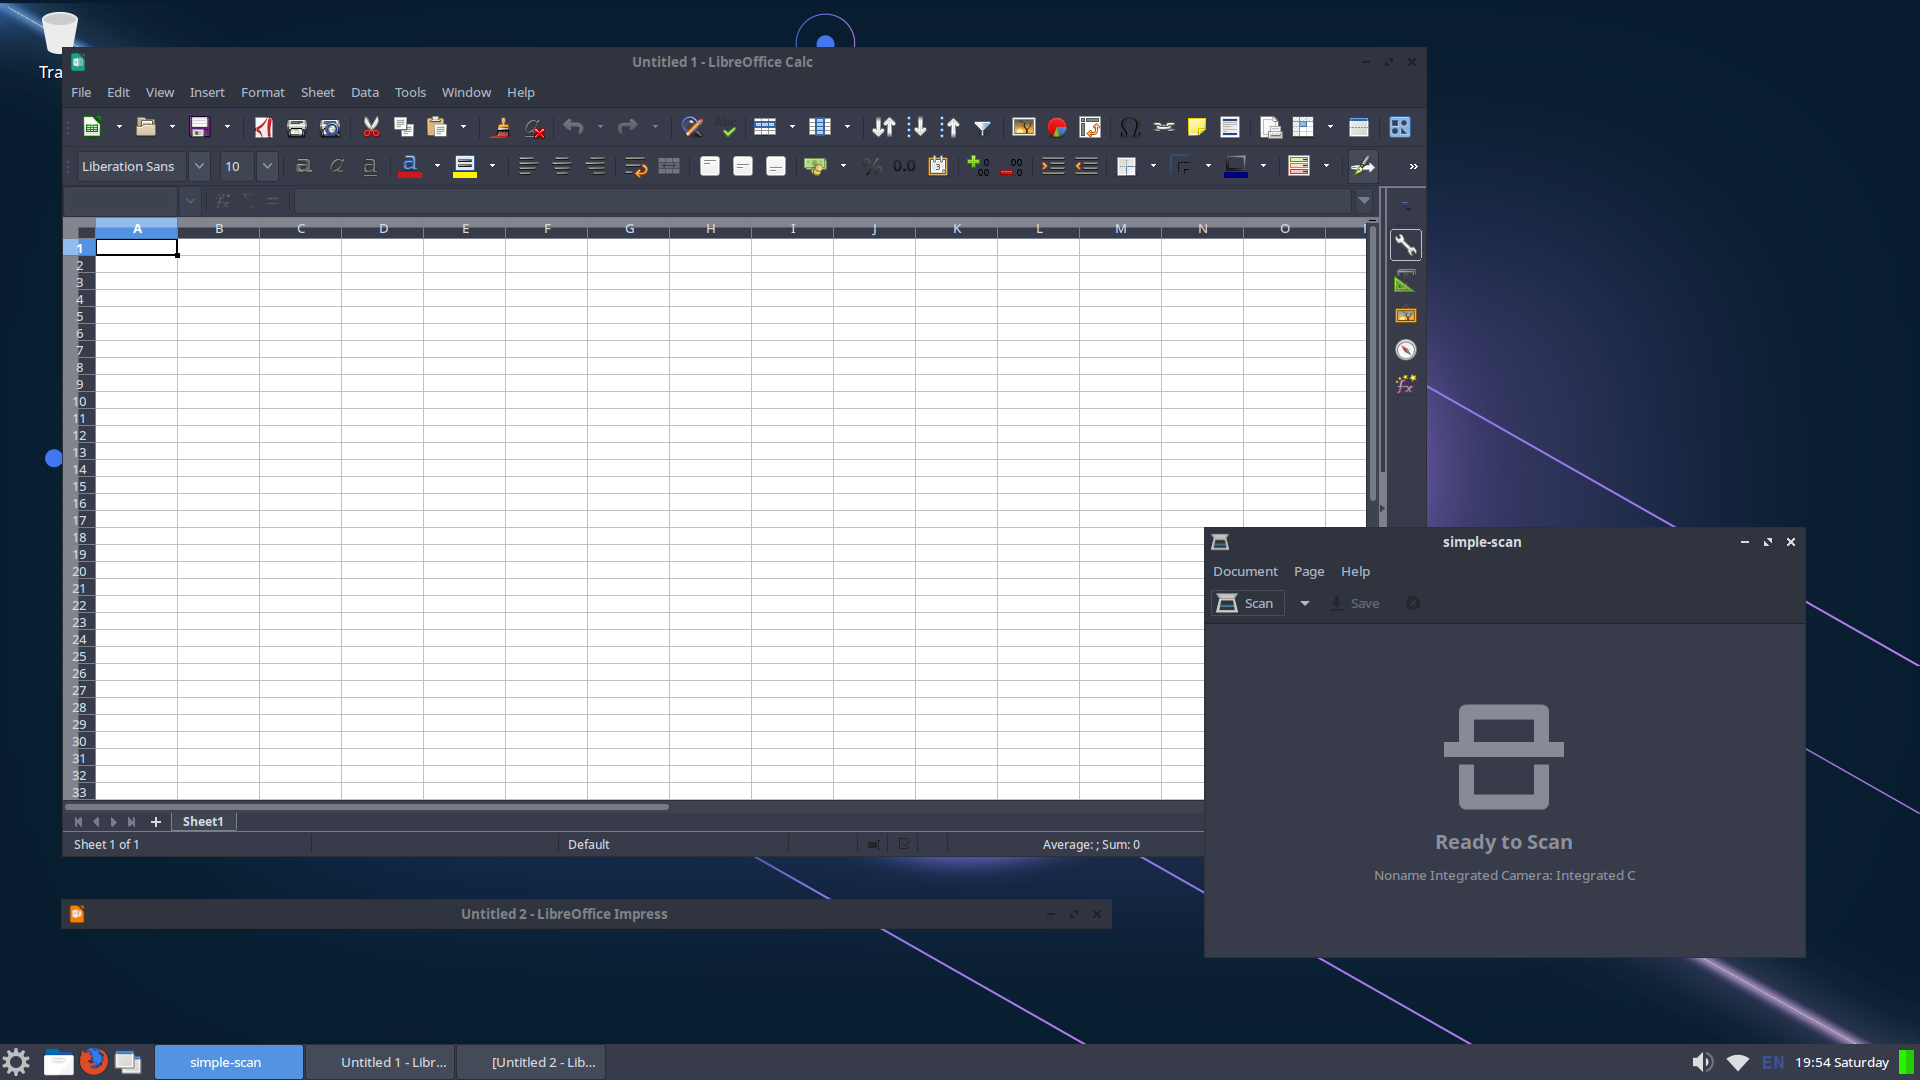 Tra
Untitled 1 - LibreOffice Calc
File Edit View Insert Format Sheet Data Tools Window Help
Liberation Sans 10
A B C D E F G H I J K L M N O
1
2
3
4
5
6
7
8
9
10
11
12
13
14
15
16
17
18
19
20
21
22
23
24
25
26
27
28
29
30
31
32
33
Sheet1
Sheet 1 of 1 Default Average: ; Sum: 0
simple-scan
Document Page Help
Scan Save
Ready to Scan
Noname Integrated Camera: Integrated C
Untitled 2 - LibreOffice Impress
simple-scan Untitled 1 - Libr... [Untitled 2 - Lib... EN 19:54 Saturday